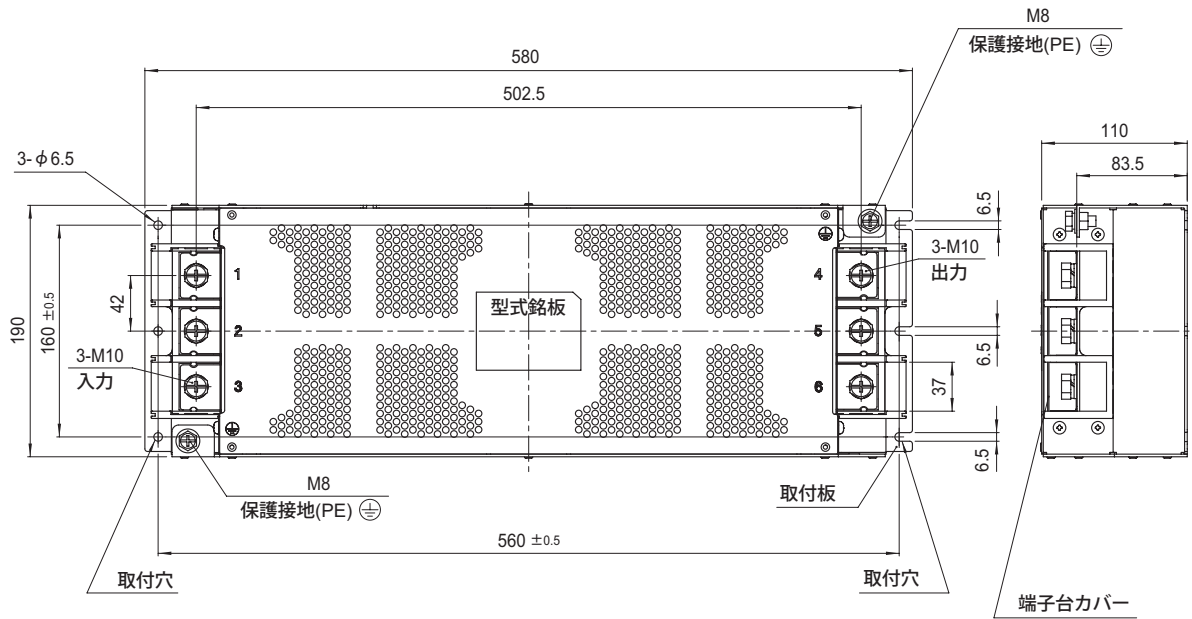 M8
保護接地(PE)
580
502.5
110
83.5
3-φ6.5
6.5
1
4
3-M10
出力
42
型式銘板
190
160 ±0.5
2
5
6.5
3-M10
入力
3
6
37
6.5
M8
保護接地(PE)
取付板
560 ±0.5
取付穴
取付穴
端子台カバー